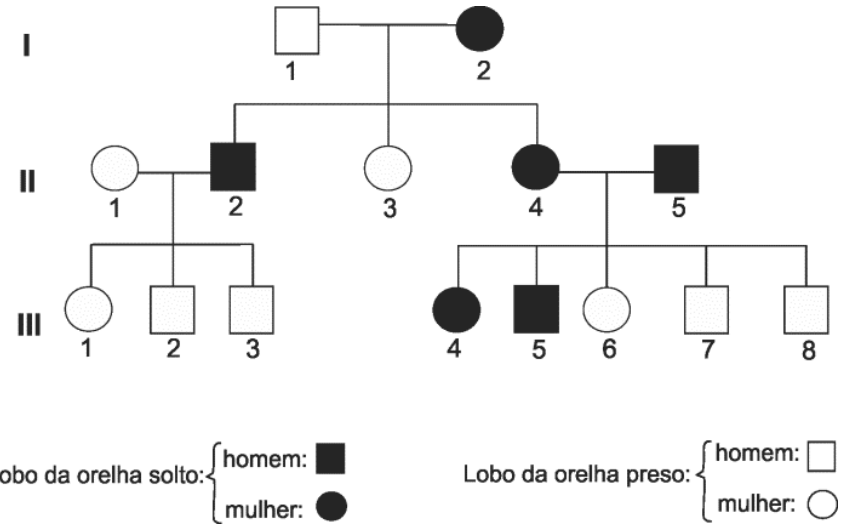 I
1 2
II
1 2 3 4 5
III
1 2 3 4 5 6 7 8
obo da orelha solto: homem:
mulher:
Lobo da orelha preso: homem:
mulher: